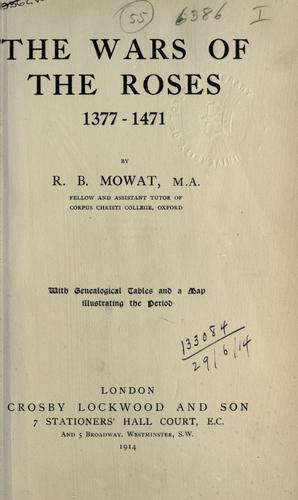 55 6386 I
THE WARS OF
THE ROSES
1377 - 1471
BY
R. B. MOWAT, M.A.
FELLOW AND ASSISTANT TUTOR OF
CORPUS CHRISTI COLLEGE, OXFORD
With Genealogical Tables and a Map
illustrating the Period
133084
29/6/14
LONDON
CROSBY LOCKWOOD AND SON
7 STATIONERS' HALL COURT, E.C.
AND 5 BROADWAY, WESTMINSTER, S.W.
1914